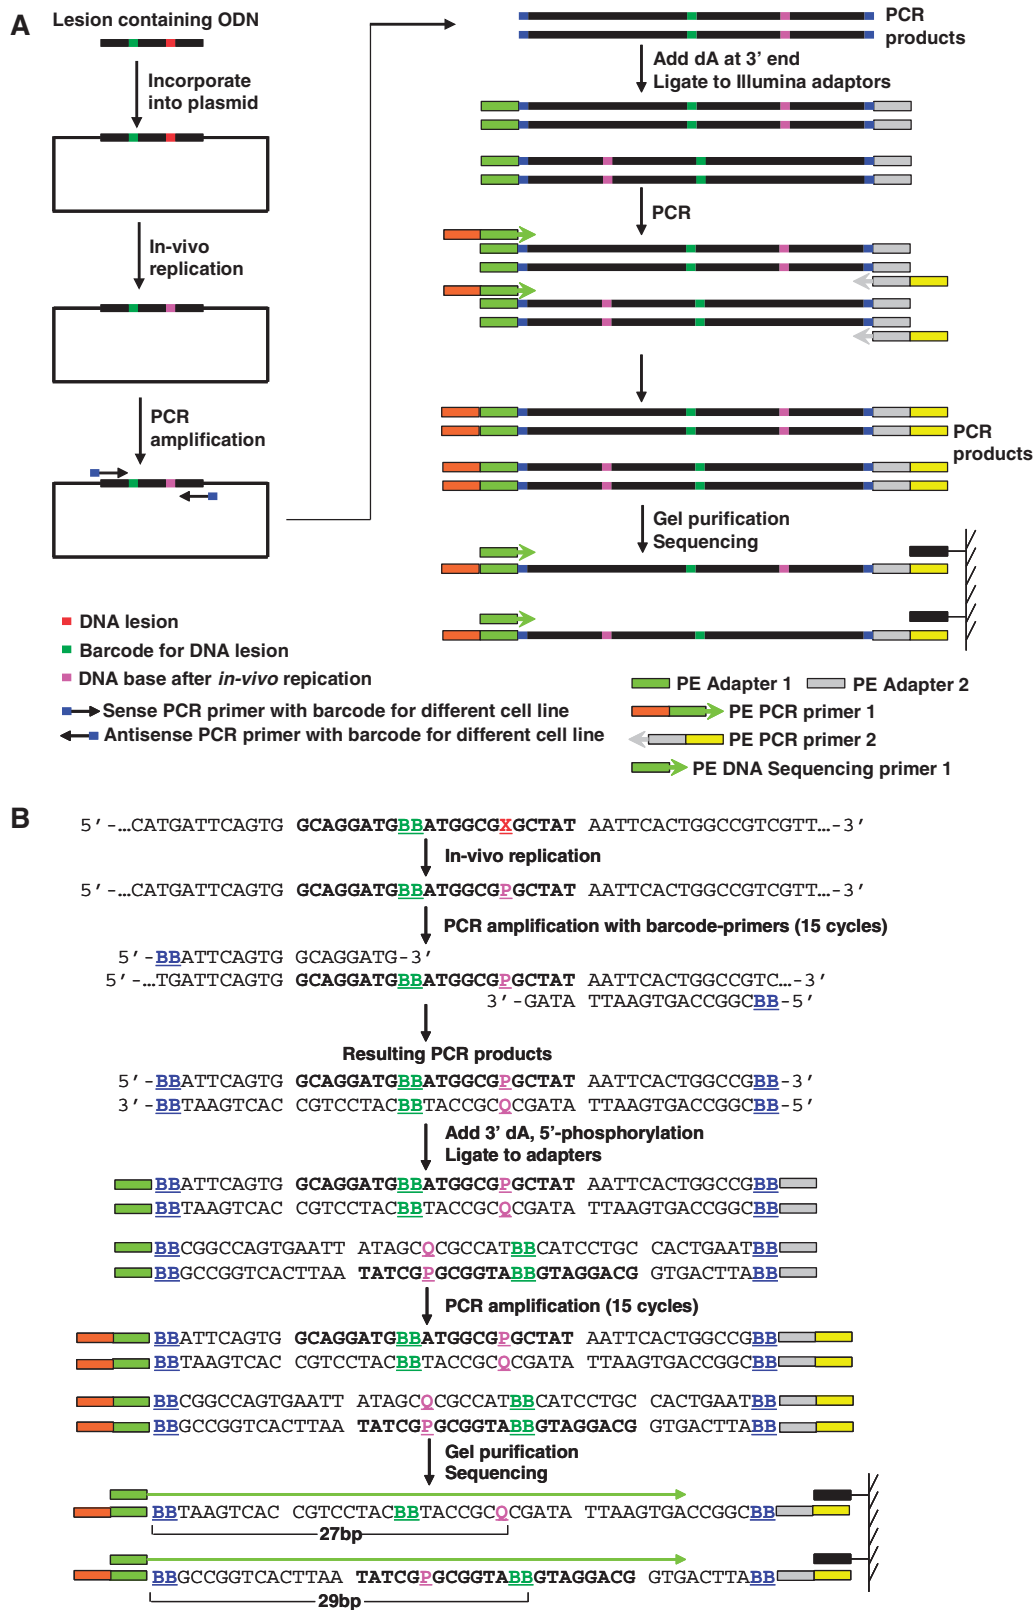 A
Lesion containing ODN
Incorporate
into plasmid
In-vivo
replication
PCR
amplification
PCR
products
Add dA at 3' end
Ligate to Illumina adaptors
PCR
PCR
products
Gel purification
Sequencing
DNA lesion
Barcode for DNA lesion
DNA base after in-vivo repication
Sense PCR primer with barcode for different cell line
Antisense PCR primer with barcode for different cell line
PE Adapter 1
PE Adapter 2
PE PCR primer 1
PE PCR primer 2
PE DNA Sequencing primer 1
B
5'-…CATGATTCAGTG GCAGGATGBBATGGCGXGCTAT AATTCACTGGCCGTCGTT…-3'
In-vivo replication
5'-…CATGATTCAGTG GCAGGATGBBATGGCGPGCTAT AATTCACTGGCCGTCGTT…-3'
PCR amplification with barcode-primers (15 cycles)
5'-BBATTCAGTG GCAGGATG-3'
5'-…TGATTCAGTG GCAGGATGBBATGGCGPGCTAT AATTCACTGGCCGTC…-3'
3'-GATA TTAAGTGACCGGCBB-5'
Resulting PCR products
5'-BBATTCAGTG GCAGGATGBBATGGCGPGCTAT AATTCACTGGCCGBB-3'
3'-BBTAAGTCAC CGTCCTACBBTACCGCQCGATA TTAAGTGACCGGCBB-5'
Add 3' dA, 5'-phosphorylation
Ligate to adapters
BBATTCAGTG GCAGGATGBBATGGCGPGCTAT AATTCACTGGCCGBB
BBTAAGTCAC CGTCCTACBBTACCGCQCGATA TTAAGTGACCGGCBB
BBCGGCCAGTGAATT ATAGCQCGCCATBBCATCCTGC CACTGAATBB
BBGCCGGTCACTTAA TATCGPGCGGTABBGTAGGACG GTGACTTABB
PCR amplification (15 cycles)
BBATTCAGTG GCAGGATGBBATGGCGPGCTAT AATTCACTGGCCGBB
BBTAAGTCAC CGTCCTACBBTACCGCQCGATA TTAAGTGACCGGCBB
BBCGGCCAGTGAATT ATAGCQCGCCATBBCATCCTGC CACTGAATBB
BBGCCGGTCACTTAA TATCGPGCGGTABBGTAGGACG GTGACTTABB
Gel purification
Sequencing
BBTAAGTCAC CGTCCTACBBTACCGCQCGATA TTAAGTGACCGGCBB
27bp
BBGCCGGTCACTTAA TATCGPGCGGTABBGTAGGACG GTGACTTABB
29bp